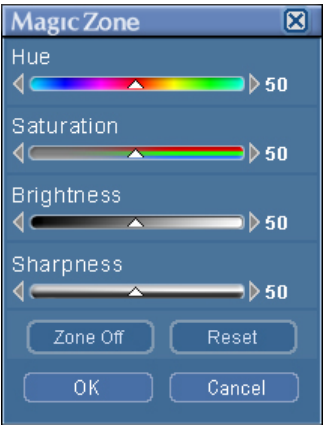 Magic Zone
Hue
50
Saturation
50
Brightness
50
Sharpness
50
Zone Off Reset
OK Cancel